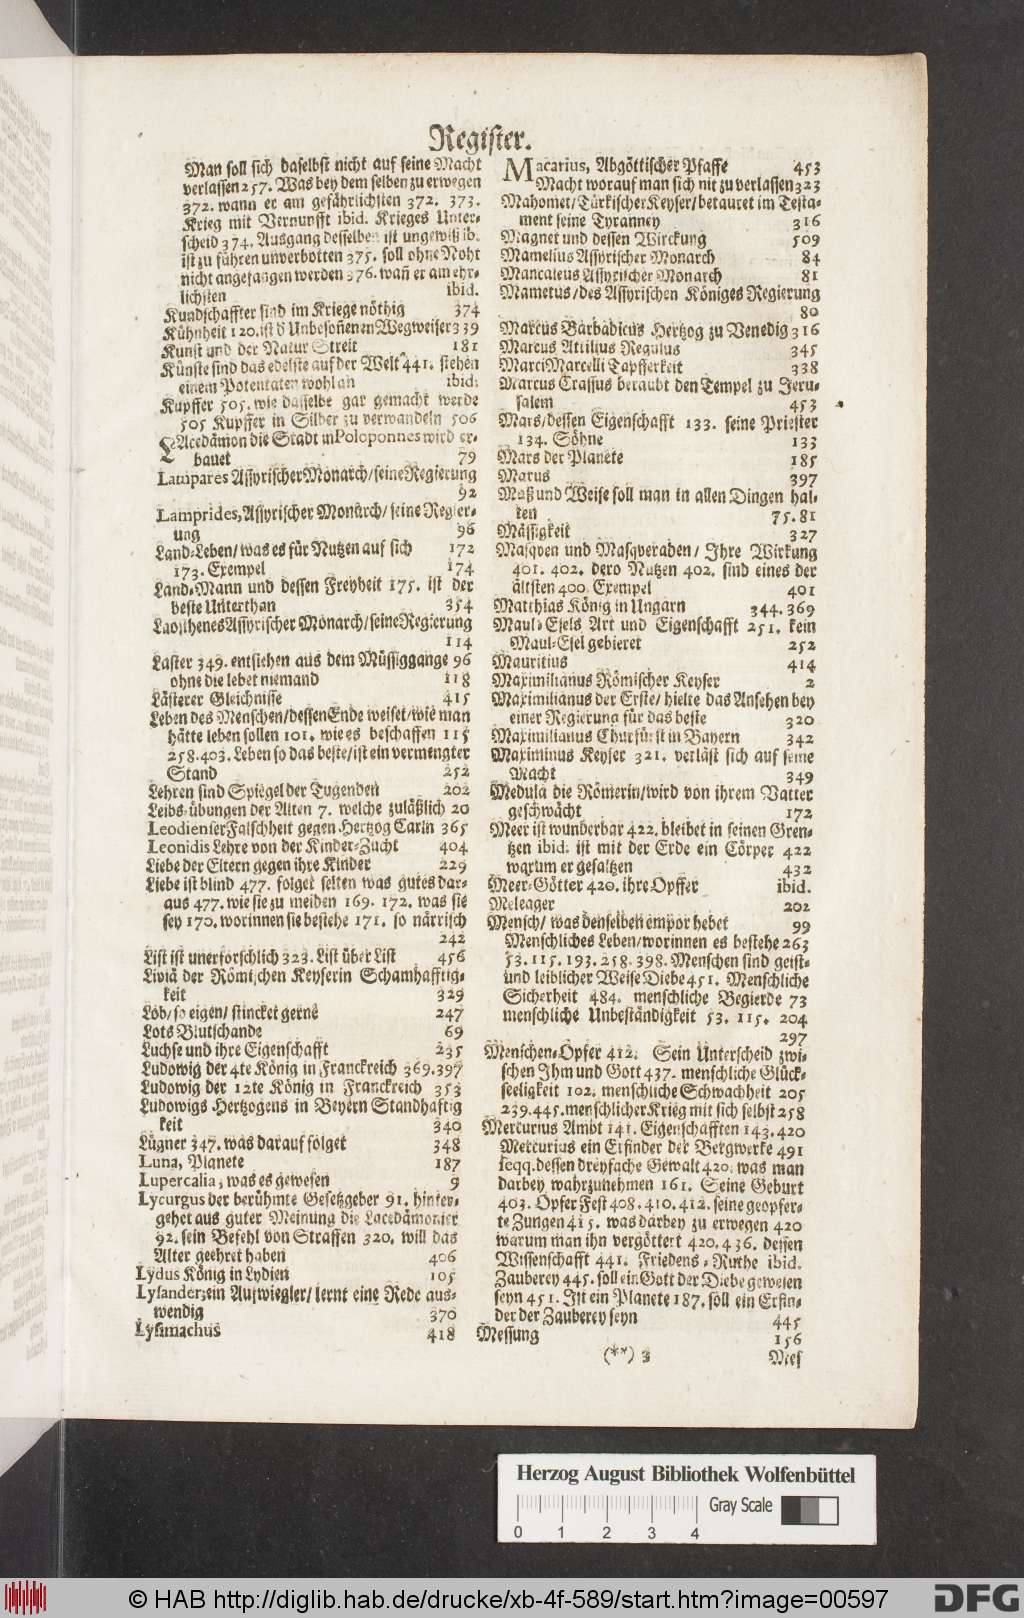 Register.
Man soll sich daselbst nicht auf seine Macht
verlassen 257. Was bey dem selben zu erwegen
372. wann er am gefährlichsten 372. 373.
Krieg mit Vernunfft ibid. Krieges Unter-
scheid 374. Ausgang desselben ist ungewiß ib.
ist zu führen unverbotten 375. soll ohne Noht
nicht angefangen werden 376. wañ er am ehr-
lichsten ibid.
Kundschaffter sind im Kriege nöthig 374
Kühnheit 120. ist d Unbesoñenen Wegweiser 339
Kunst und der Natur Streit 181
Künste sind das edelste auf der Welt 441. stehen
einem Potentaten wohl an ibid.
Kupffer 505. wie dasselbe gar gemacht werde
505 Kupffer in Silber zu verwandeln 506
LAcedämon die Stadt in Poloponnes wird er-
bauet 79
Lampares Assyrischer Monarch/ seine Regierung
92
Lamprides, Assyrischer Monarch/ seine Regier-
ung 96
Land-Leben/ was es für Nutzen auf sich 172
173. Exempel 174
Land-Mann und dessen Freyheit 175. ist der
beste Unterthan 354
Laosthenes Assyrischer Monarch/ seine Regierung
114
Laster 349. entstehen aus dem Müssiggange 96
ohne die lebet niemand 118
Lästerer Gleichnisse 415
Leben des Menschen/ dessen Ende weiset/ wie man
hätte leben sollen 101. wie es beschaffen 115
258. 403. Leben so das beste/ ist ein vermengter
Stand 252
Lehren sind Spiegel der Tugenden 202
Leibs-übungen der Alten 7. welche zuläßlich 20
Leodienser Falschheit gegen Hertzog Carln 365
Leonidis Lehre von der Kinder-Zucht 404
Liebe der Eltern gegen ihre Kinder 229
Liebe ist blind 477. folget selten was gutes dar-
aus 477. wie sie zu meiden 169. 172. was sie
sey 170. worinnen sie bestehe 171. so närrisch
242
List ist unerforschlich 323. List über List 456
Liviä der Römischen Keyserin Schamhafftig-
keit 329
Lob/ so eigen/ stincket gerne 247
Lots Blutschande 69
Luchse und ihre Eigenschafft 235
Ludowig der 4te König in Franckreich 369. 397
Ludowig der 12te König in Franckreich 353
Ludowigs Hertzogens in Beyern Standhafftig
keit 340
Lügner 347. was darauf folget 348
Luna, Planete 187
Lupercalia, was es gewesen 9
Lycurgus der berühmte Gesetzgeber 91. hinter-
gehet aus guter Meinung die Lacedämonier
92. sein Befehl von Straffen 320. will das
Alter geehret haben 406
Lydus König in Lydien 105
Lysander, ein Aufwiegler/ lernt eine Rede aus-
wendig 370
Lysimachus 418
Macarius, Abgöttischer Pfaffe 453
Macht worauf man sich nit zu verlassen 323
Mahomet/ Türkischer Keyser/ betauret im Testa-
ment seine Tyranney 316
Magnet und dessen Wirckung 509
Mamelius Assyrischer Monarch 84
Mancaleus Assyrischer Monarch 81
Mametus/ des Assyrischen Königes Regierung
80
Marcus Barbadicus Hertzog zu Venedig 316
Marcus Attilius Regulus 345
Marci Marcelli Tapfferkeit 338
Marcus Crassus beraubt den Tempel zu Jeru-
salem 453
Mars/ dessen Eigenschafft 133. seine Priester
134. Söhne 133
Mars der Planete 185
Marus 397
Maß und Weise soll man in allen Dingen hal-
ten 75. 81
Mässigkeit 327
Masqven und Masqveraden/ Ihre Wirkung
401. 402. dero Nutzen 402. sind eines der
ältsten 400. Exempel 401
Matthias König in Ungarn 344. 369
Maul-Esels Art und Eigenschafft 251. kein
Maul-Esel gebieret 252
Mauritius 414
Maximilianus Römischer Keyser 2
Maximilianus der Erste/ hielte das Ansehen bey
einer Regierung für das beste 320
Maximilianus Churfürst in Bayern 342
Maximinus Keyser 321. verläst sich auf seine
Macht 349
Medula die Römerin/ wird von ihrem Vatter
geschwächt 172
Meer ist wunderbar 422. bleibet in seinen Gren-
tzen ibid. ist mit der Erde ein Cörper 422
warum er gesaltzen 432
Meer-Götter 420. ihre Opffer ibid.
Meleager 202
Mensch/ was denselben empor hebet 99
Menschliches Leben/ worinnen es bestehe 263
53. 115. 193. 258. 398. Menschen sind geist-
und leiblicher Weise Diebe 451. Menschliche
Sicherheit 484. menschliche Begierde 73
menschliche Unbeständigkeit 53. 115. 204
297
Menschen-Opfer 412. Sein Unterscheid zwi-
schen Ihm und Gott 437. menschliche Glück-
seeligkeit 102. menschliche Schwachheit 205
239. 445. menschlicher Krieg mit sich selbst 258
Mercurius Ambt 141. Eigenschafften 143. 420
Mercurius ein Erfinder der Bergwerke 491
seqq. dessen dreyfache Gewalt 420. was man
darbey wahrzunehmen 161. Seine Geburt
403. Opfer Fest 408. 410. 412. seine geopfer-
te Zungen 415. was darbey zu erwegen 420
warum man ihn vergöttert 420. 436. dessen
Wissenschafft 441. Friedens-Ruthe ibid.
Zauberey 445. soll ein Gott der Diebe gewesen
seyn 451. Ist ein Planete 187. soll ein Erfin-
der der Zauberey seyn 445
Messung 156
(**) 3 Mes
Herzog August Bibliothek Wolfenbüttel
Gray Scale
0 1 2 3 4
© HAB http://diglib.hab.de/drucke/xb-4f-589/start.htm?image=00597
DFG